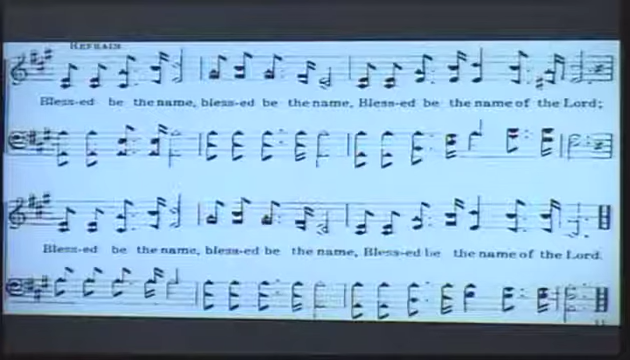 REFRAIN
Bless-ed be the name, bless-ed be the name, Bless-ed be the name of the Lord;
Bless-ed be the name, bless-ed be the name, Bless-ed be the name of the Lord.